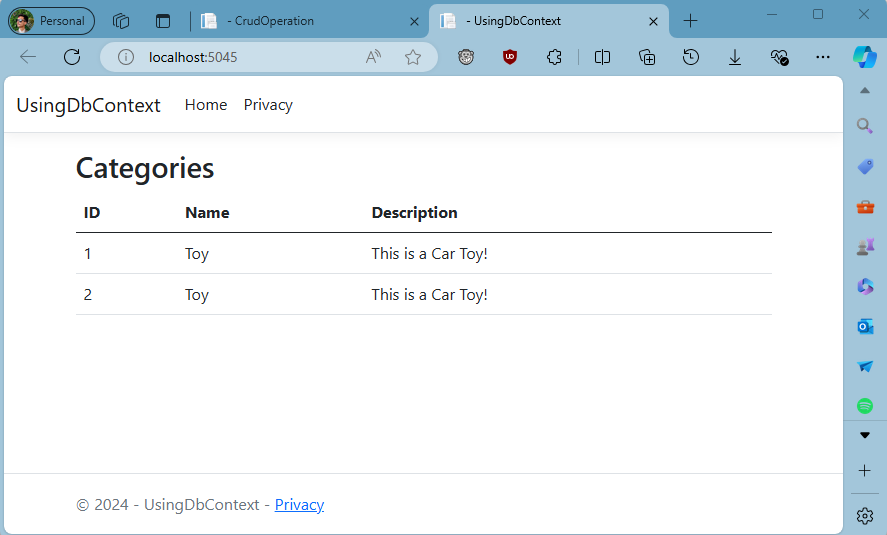 Personal
- CrudOperation
- UsingDbContext
localhost:5045
UsingDbContext Home Privacy
Categories
ID Name Description
1 Toy This is a Car Toy!
2 Toy This is a Car Toy!
© 2024 - UsingDbContext - Privacy